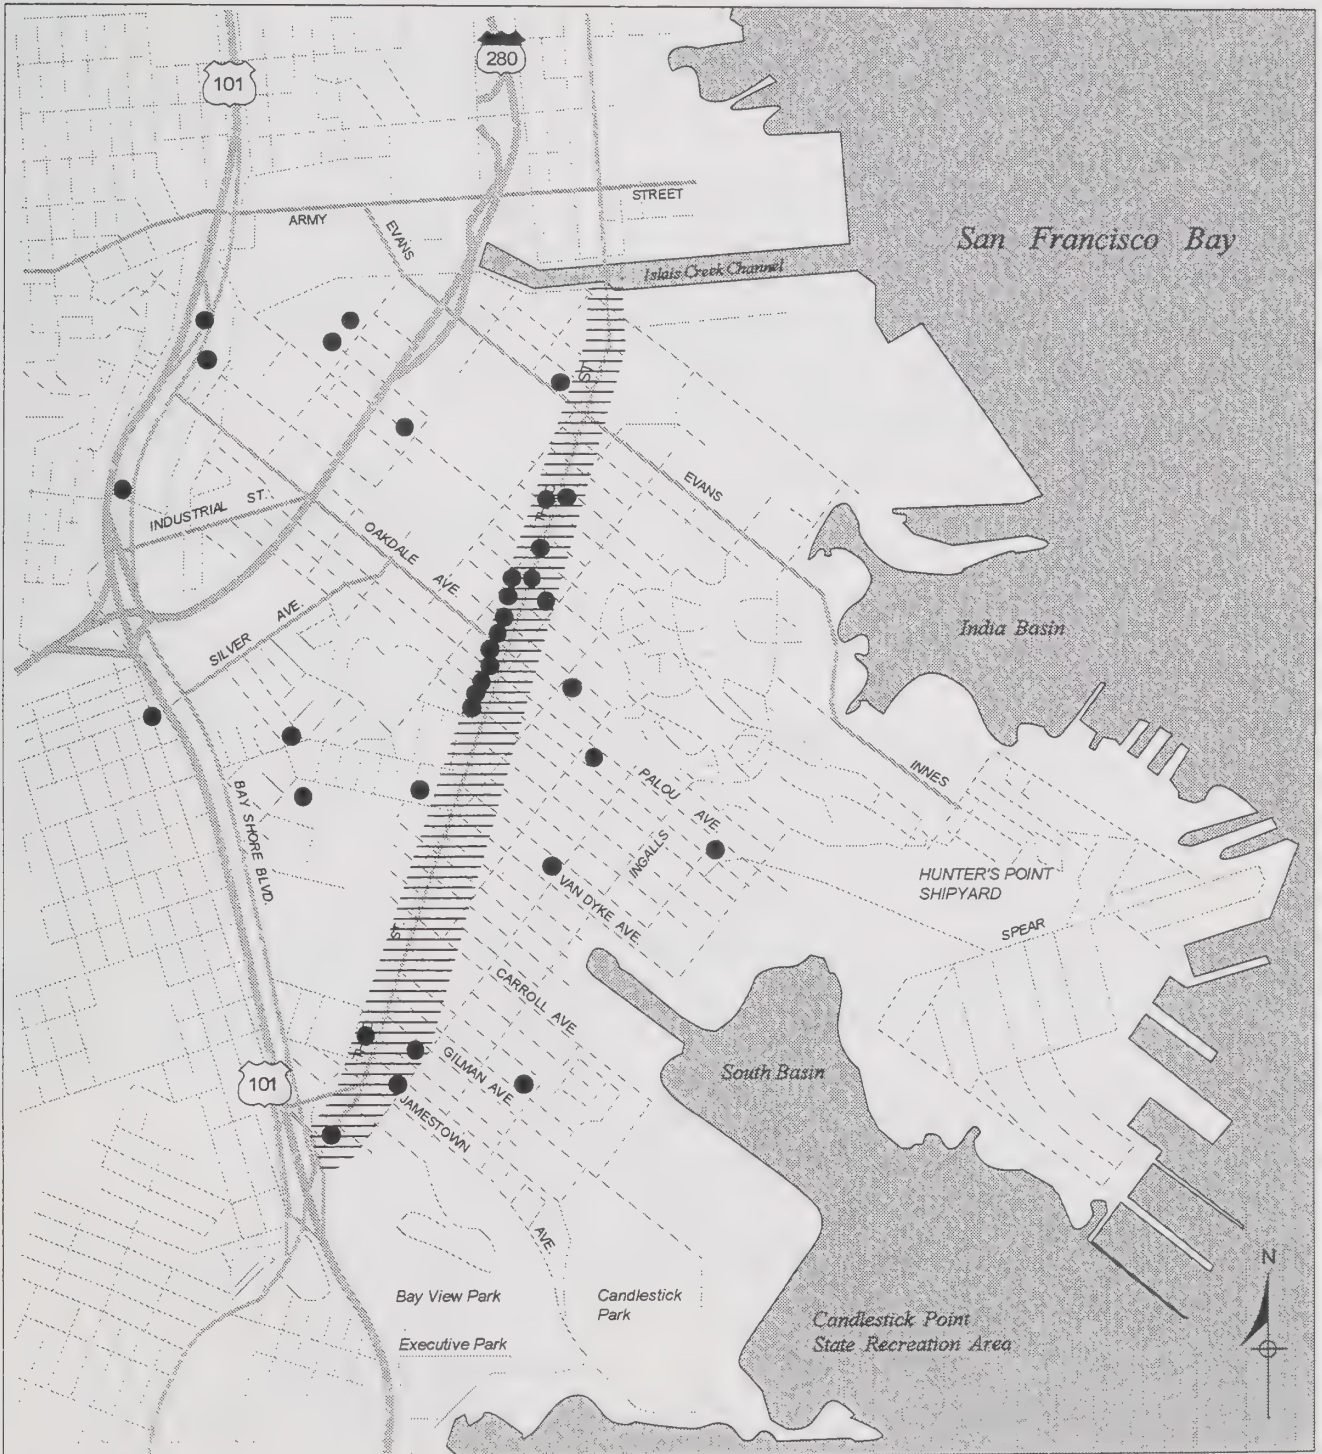 280
101
STREET
ARMY
EVANS
San Francisco Bay
Islais Creek Channel
ST.
EVANS
INDUSTRIAL ST.
OAKDALE AVE
India Basin
SILVER AVE.
INNES
PALOU AVE.
BAY SHORE BLVD.
INGALLS
HUNTER'S POINT
SHIPYARD
VAN DYKE AVE.
SPEAR
ST.
CARROLL AVE.
GILMAN AVE.
South Basin
101
JAMESTOWN AVE.
N
Bay View Park
Candlestick
Park
Candlestick Point
State Recreation Area
Executive Park